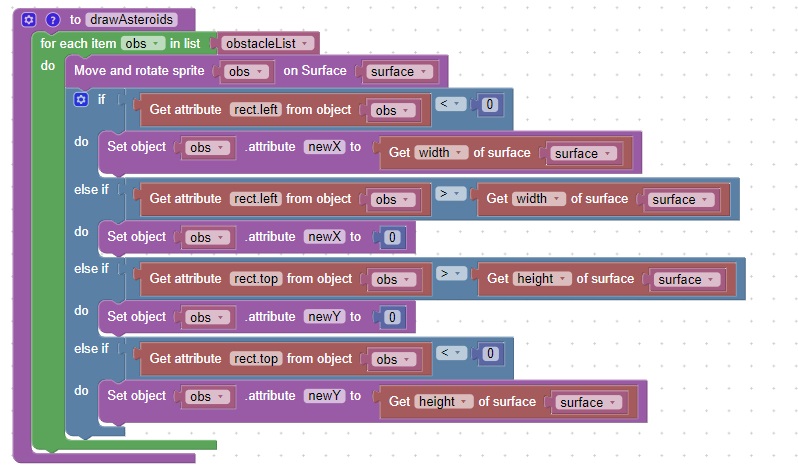 to drawAsteroids
for each item obs in list obstacleList
do Move and rotate sprite obs on Surface surface
if Get attribute rect.left from object obs < 0
do Set object obs .attribute newX to Get width of surface surface
else if Get attribute rect.left from object obs > Get width of surface surface
do Set object obs .attribute newX to 0
else if Get attribute rect.top from object obs > Get height of surface surface
do Set object obs .attribute newY to 0
else if Get attribute rect.top from object obs < 0
do Set object obs .attribute newY to Get height of surface surface